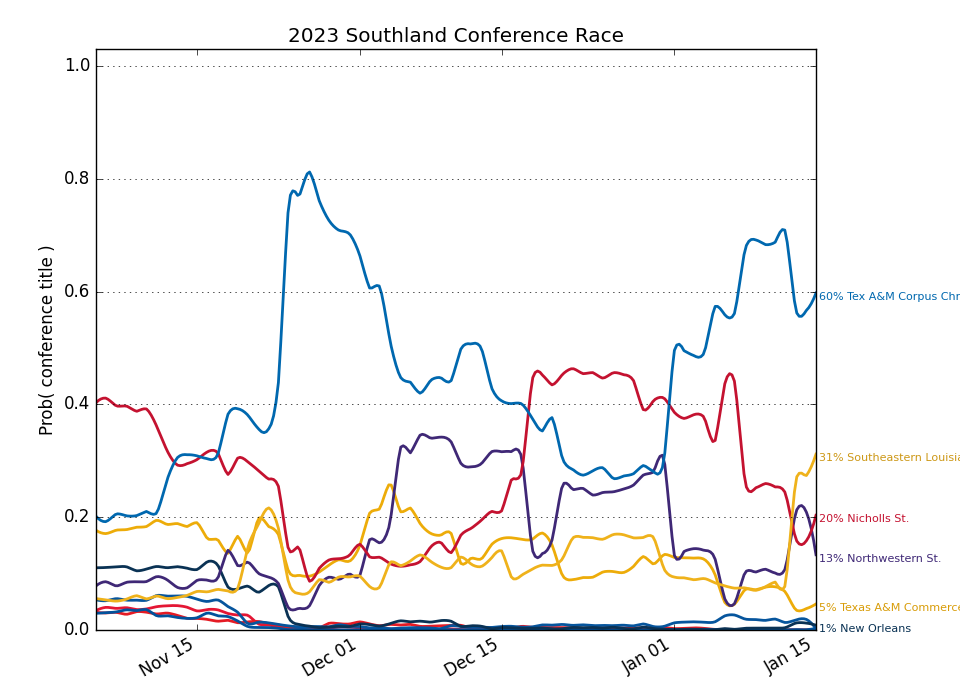 2023 Southland Conference Race
Prob( conference title )
1.0
0.8
0.6
0.4
0.2
0.0
Nov 15
Dec 01
Dec 15
Jan 01
Jan 15
60% Tex A&M Corpus Chr
31% Southeastern Louisia
20% Nicholls St.
13% Northwestern St.
5% Texas A&M Commerce
1% New Orleans